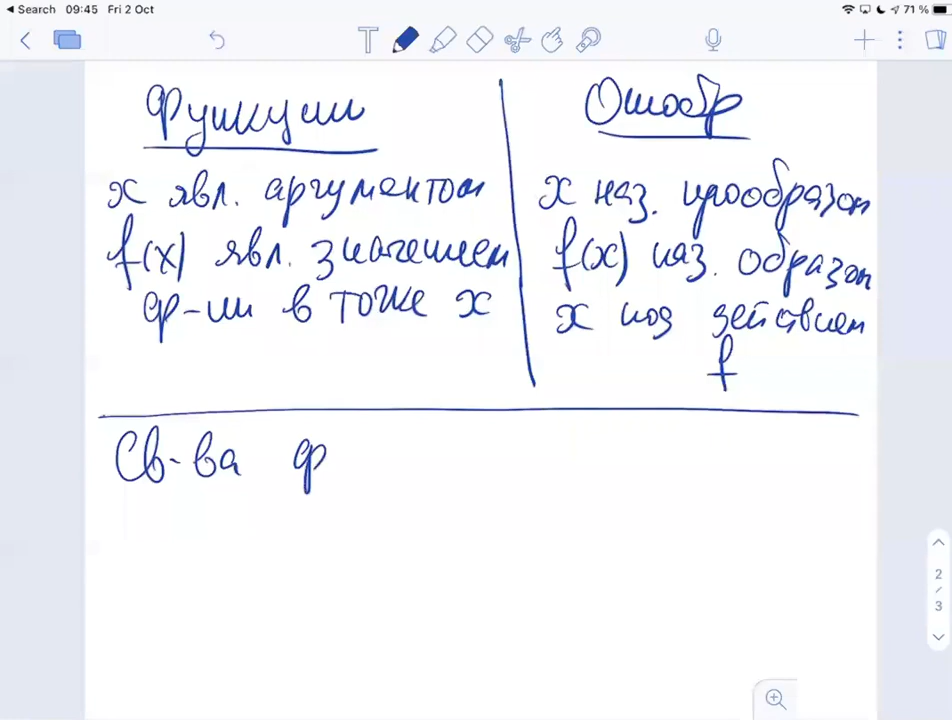 Search 09:45 Fri 2 Oct 71 %
T
Функции
x явл. аргументом
f(x) явл. значением
ф-ии в точке x
Отобр
x наз. прообразом
f(x) наз. образом
x под действием
f
Св-ва ф
2
/
3